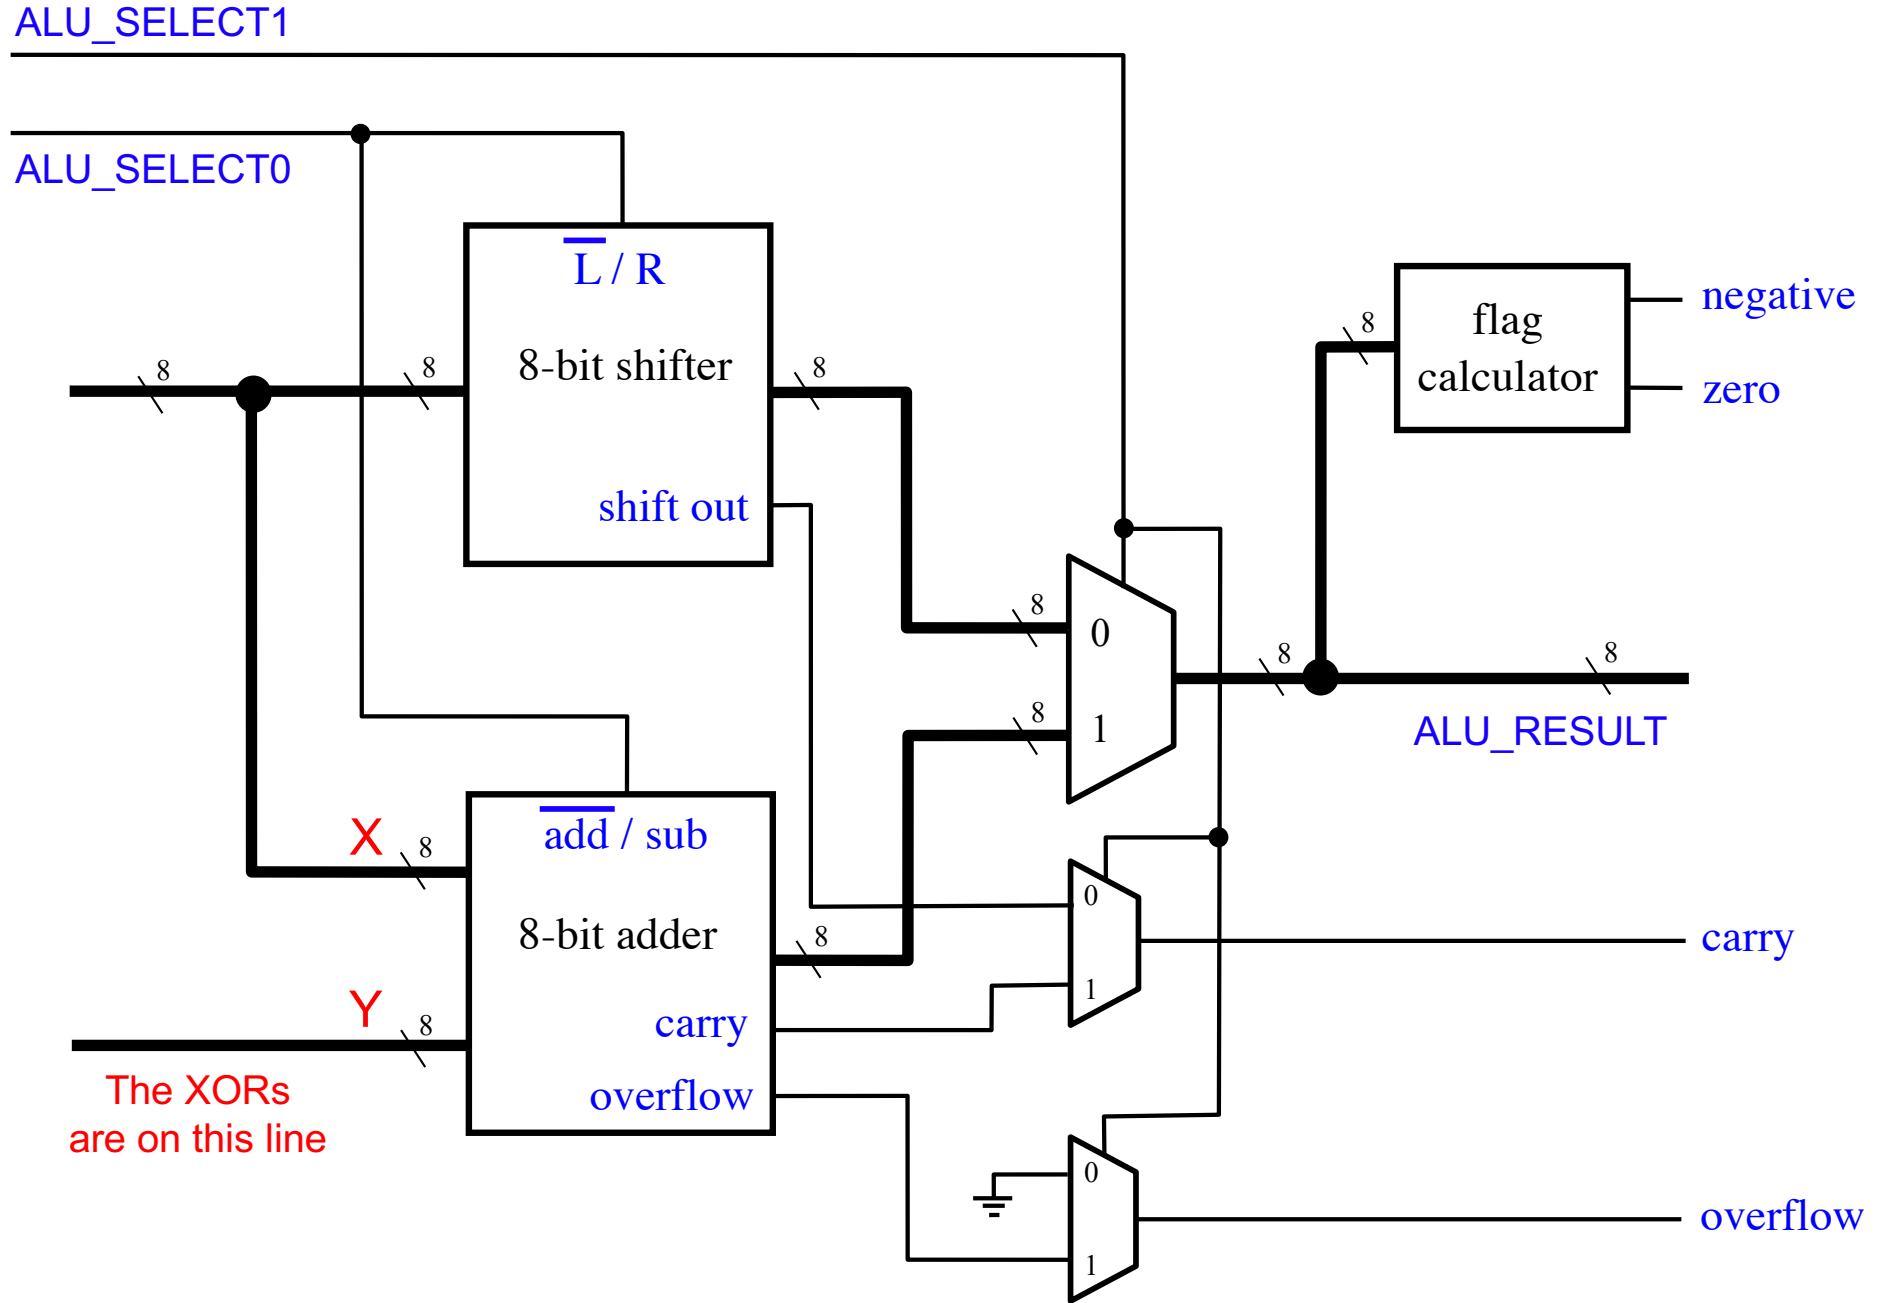 ALU_SELECT1
ALU_SELECT0
L / R
8-bit shifter
shift out
8
8
8
8
0
8
1
8
8
8
flag
calculator
negative
zero
ALU_RESULT
X
8
add / sub
8-bit adder
8
Y
8
carry
overflow
The XORs
are on this line
0
1
carry
0
1
overflow